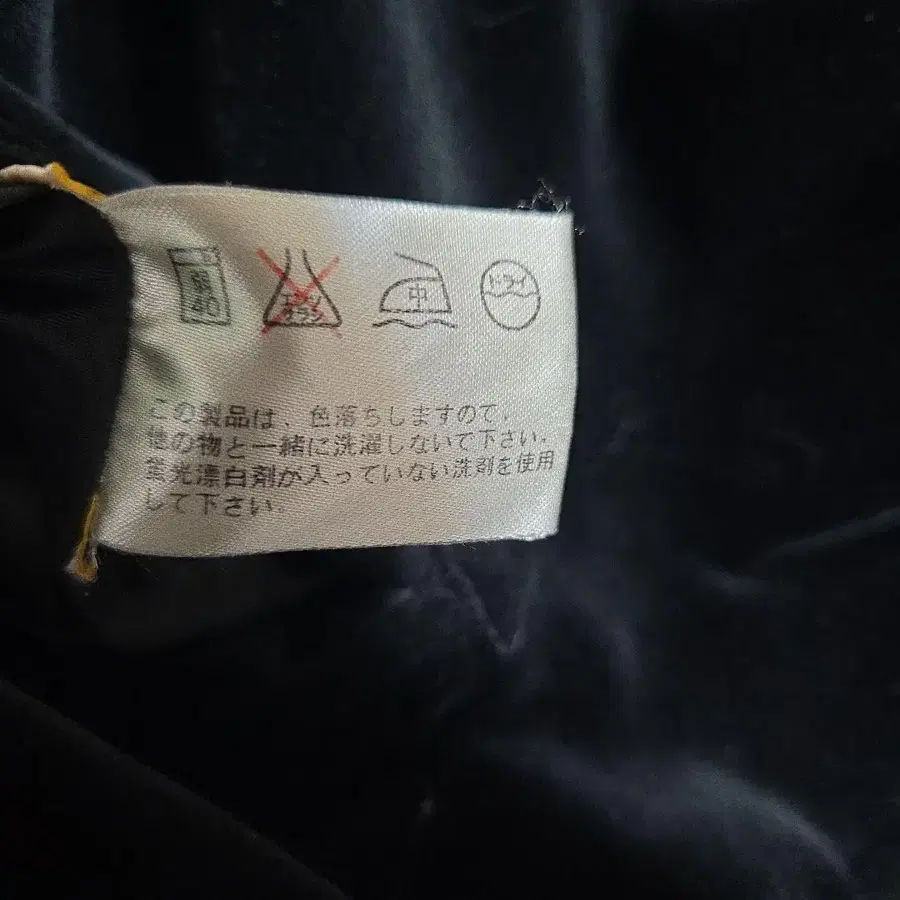 弱
40
エンソ
サラシ
中
ドライ
この製品は、色落ちしますので、
他の物と一緒に洗濯しないで下さい。
蛍光漂白剤が入っていない洗剤を使用
して下さい。